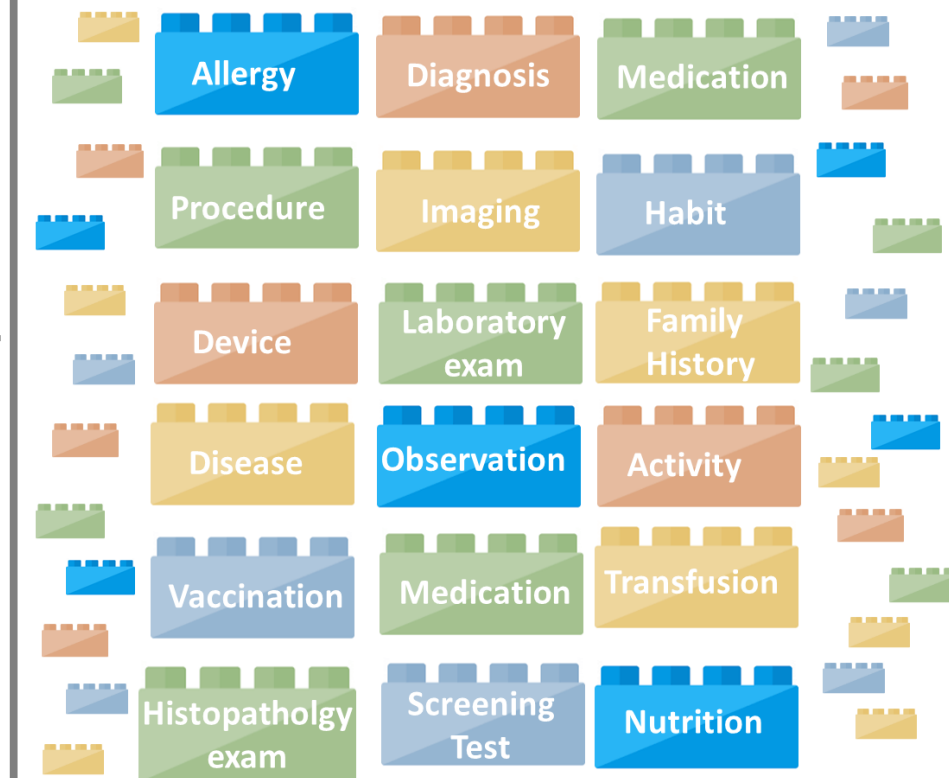 Allergy
Diagnosis
Medication
Procedure
Imaging
Habit
Device
Laboratory
exam
Family
History
Disease
Observation
Activity
Vaccination
Medication
Transfusion
Histopatholgy
exam
Screening
Test
Nutrition